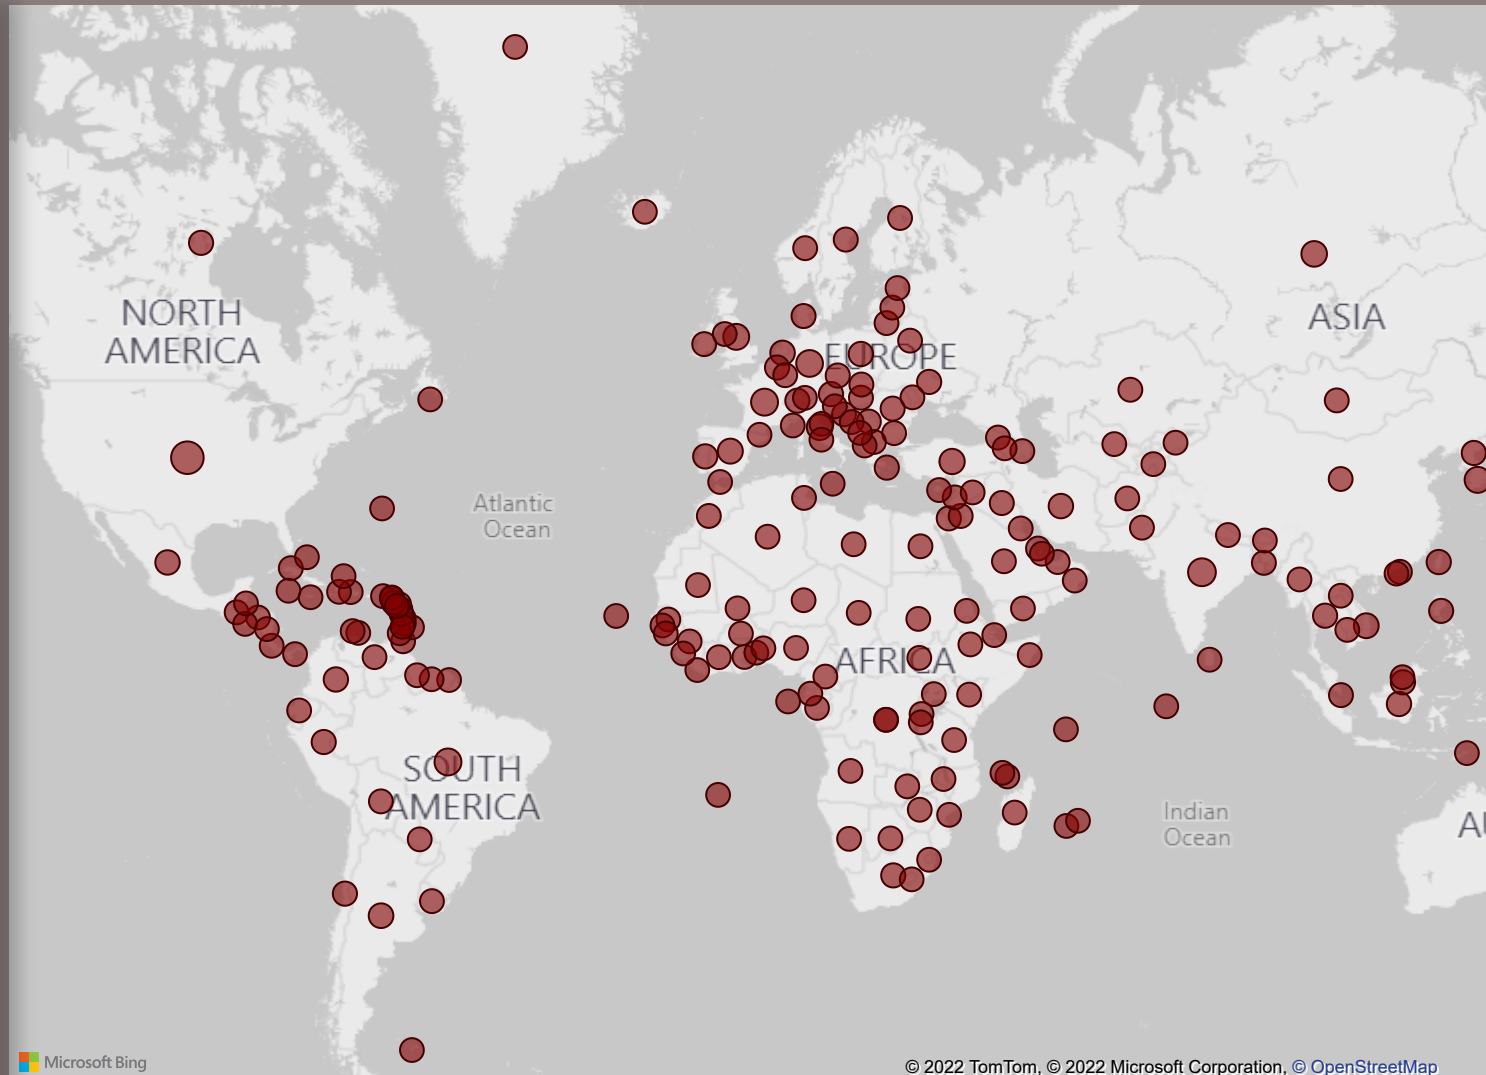 NORTH
AMERICA
EUROPE
ASIA
Atlantic
Ocean
AFRICA
SOUTH
AMERICA
Indian
Ocean
AU
Microsoft Bing
© 2022 TomTom, © 2022 Microsoft Corporation, © OpenStreetMap